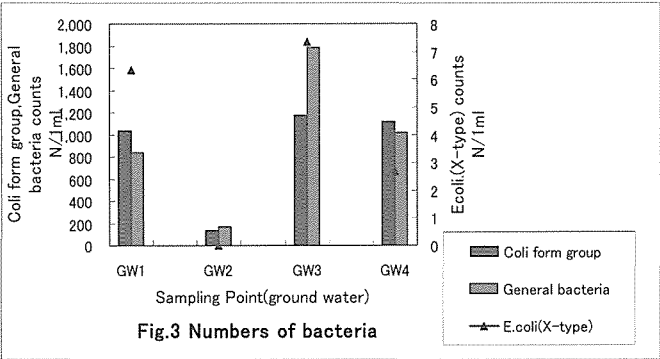 Coli form group,General
bacteria counts
N/1ml
2,000
1,800
1,600
1,400
1,200
1,000
800
600
400
200
0
8
7
6
5
4
3
2
1
0
Ecoli.(X-type) counts
N/1ml
GW1
GW2
GW3
GW4
Sampling Point(ground water)
Coli form group
General bacteria
E.coli(X-type)
Fig.3 Numbers of bacteria